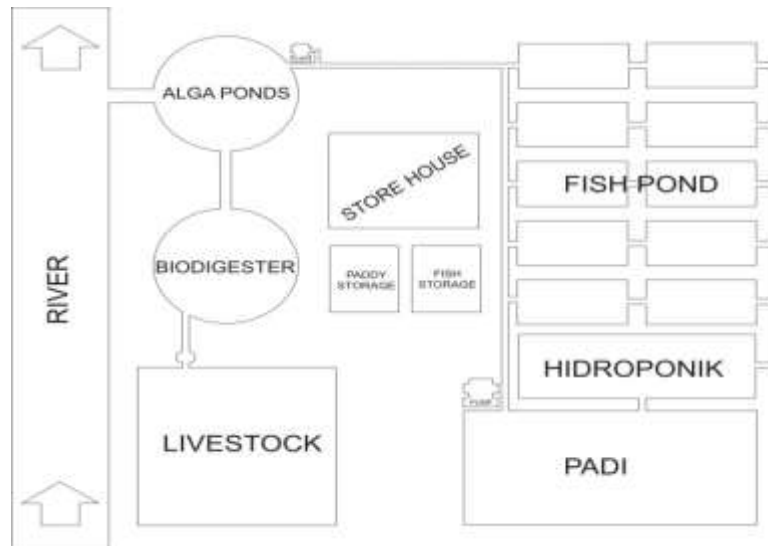 ALGA PONDS
STORE HOUSE
FISH POND
BIODIGESTER
PADDY
STORAGE
FISH
STORAGE
RIVER
HIDROPONIK
LIVESTOCK
PADI